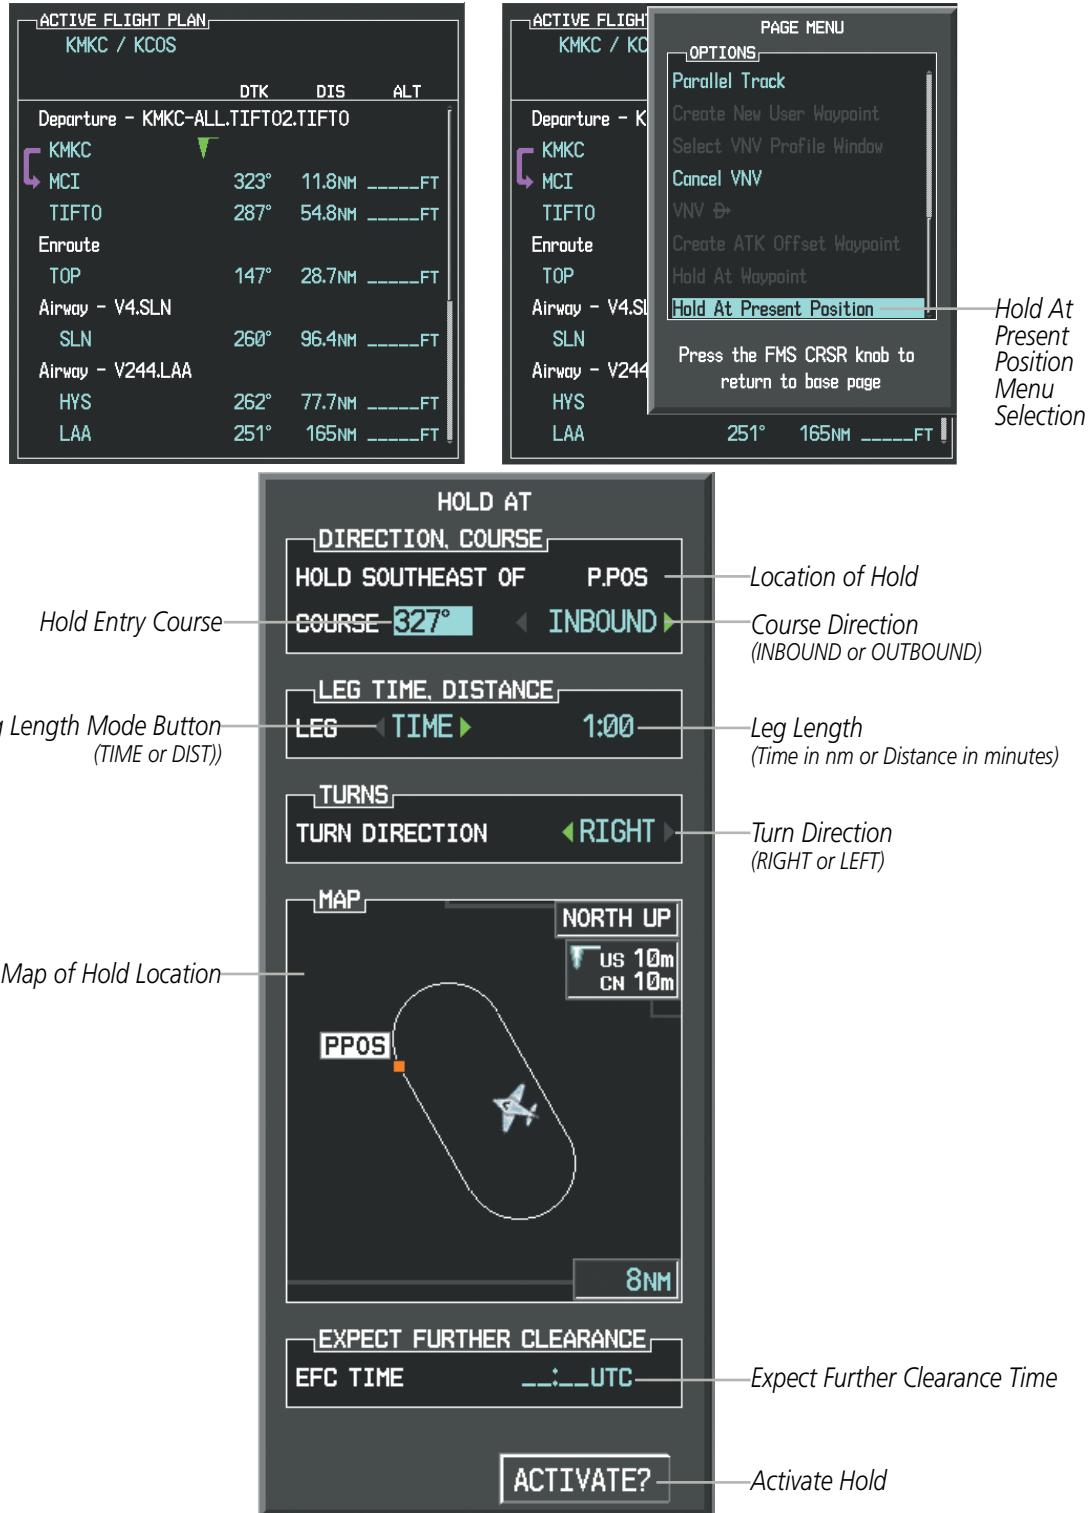 ACTIVE FLIGHT PLAN
KMKC / KCOS
DTK DIS ALT
Departure - KMKC-ALL.TIFTO2.TIFTO
KMKC
MCI 323° 11.8NM _____FT
TIFTO 287° 54.8NM _____FT
Enroute
TOP 147° 28.7NM _____FT
Airway - V4.SLN
SLN 260° 96.4NM _____FT
Airway - V244.LAA
HYS 262° 77.7NM _____FT
LAA 251° 165NM _____FT
ACTIVE FLIGH
KMKC / KC
Departure - K
KMKC
MCI
TIFTO
Enroute
TOP
Airway - V4.SL
SLN
Airway - V244
HYS
LAA 251° 165NM _____FT
PAGE MENU
OPTIONS
Parallel Track
Create New User Waypoint
Select VNV Profile Window
Cancel VNV
VNV D
Create ATK Offset Waypoint
Hold At Waypoint
Hold At Present Position
Press the FMS CRSR knob to
return to base page
Hold At
Present
Position
Menu
Selection
HOLD AT
DIRECTION, COURSE
HOLD SOUTHEAST OF P.POS
Location of Hold
Hold Entry Course
COURSE 327° INBOUND
Course Direction
(INBOUND or OUTBOUND)
LEG TIME, DISTANCE
g Length Mode Button
(TIME or DIST))
LEG TIME 1:00
Leg Length
(Time in nm or Distance in minutes)
TURNS
TURN DIRECTION RIGHT
Turn Direction
(RIGHT or LEFT)
MAP
NORTH UP
US 10m
CN 10m
Map of Hold Location
PPOS
8NM
EXPECT FURTHER CLEARANCE
EFC TIME __:__UTC
Expect Further Clearance Time
ACTIVATE?
Activate Hold